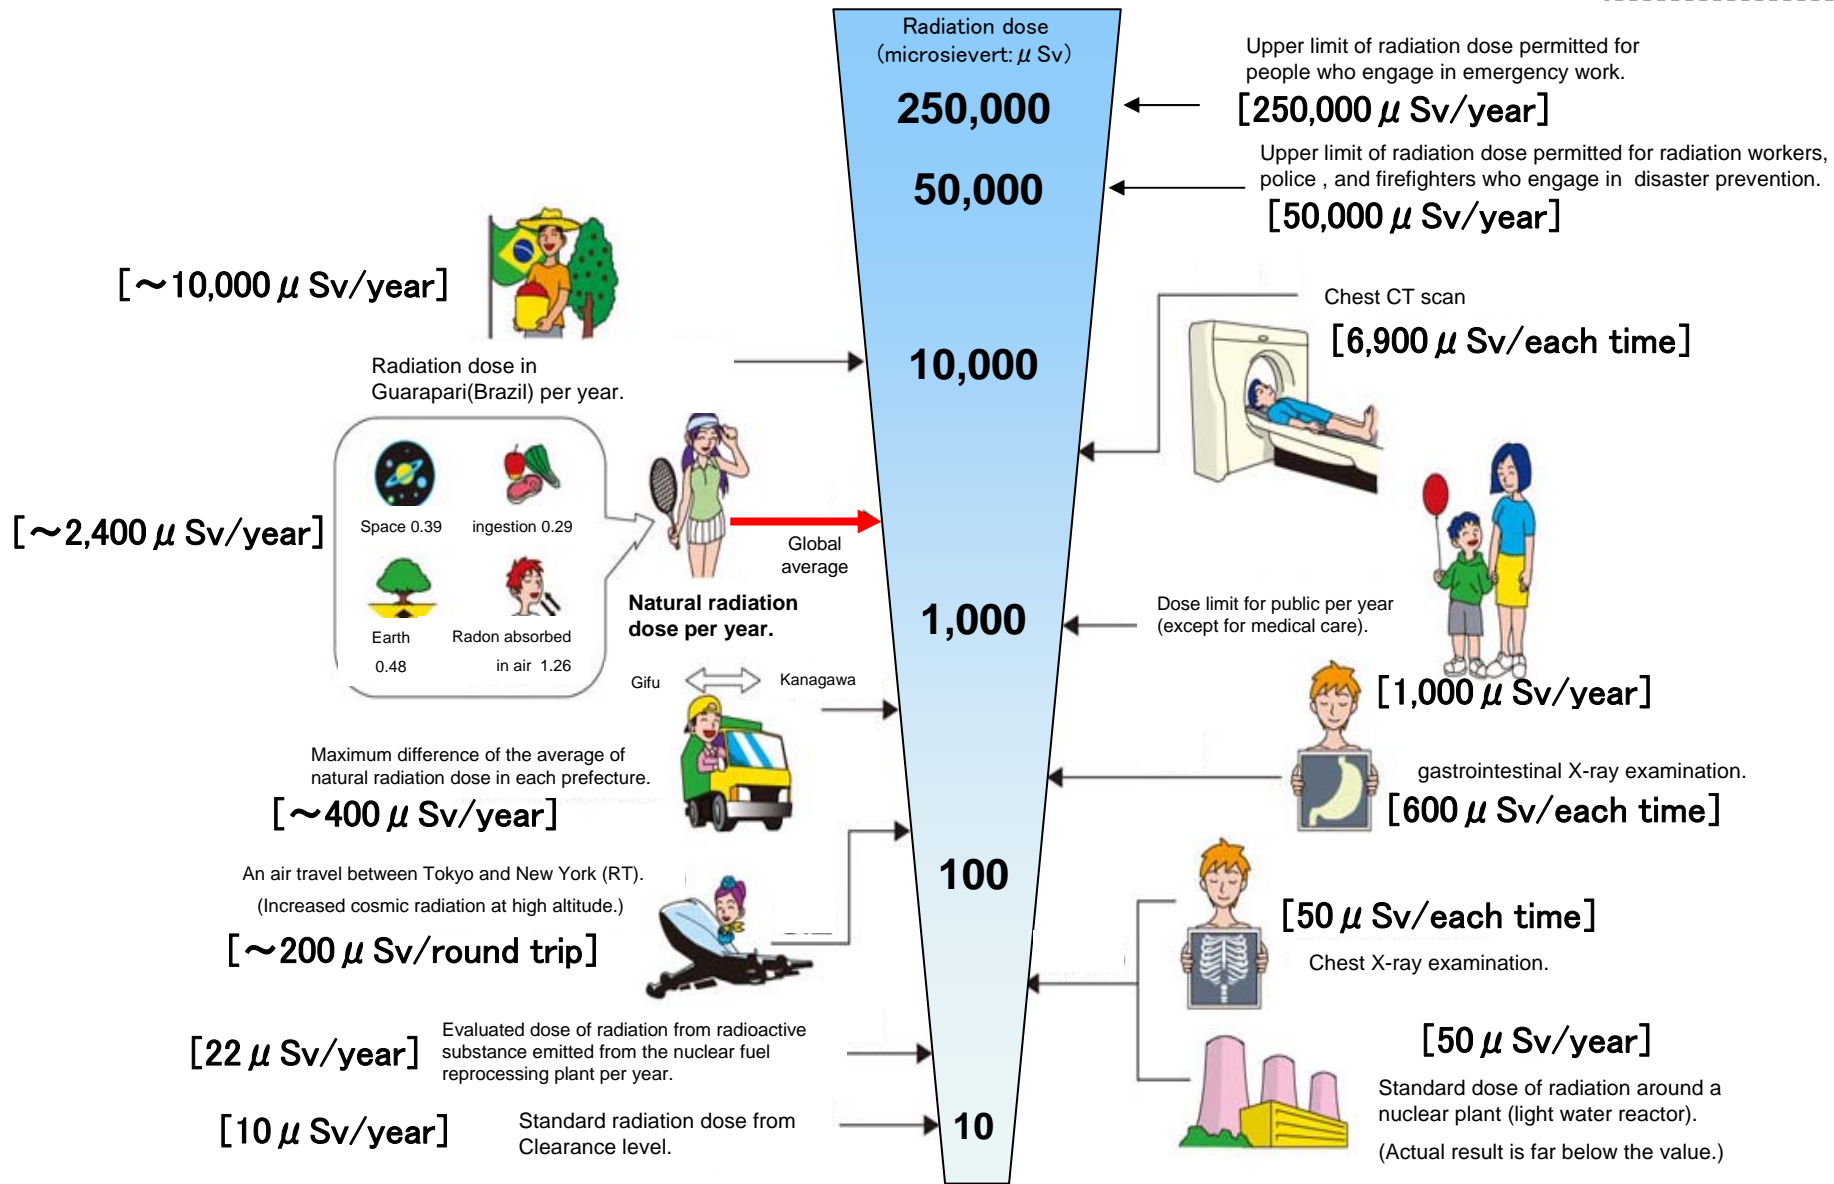 Radiation dose
(microsievert: μ Sv)
250,000
50,000
10,000
1,000
100
10
Upper limit of radiation dose permitted for
people who engage in emergency work.
[250,000 μ Sv/year]
Upper limit of radiation dose permitted for radiation workers,
police , and firefighters who engage in disaster prevention.
[50,000 μ Sv/year]
[～10,000 μ Sv/year]
Radiation dose in
Guarapari(Brazil) per year.
Chest CT scan
[6,900 μ Sv/each time]
[～2,400 μ Sv/year]
Space 0.39
ingestion 0.29
Earth
0.48
Radon absorbed
in air 1.26
Global
average
Natural radiation
dose per year.
Dose limit for public per year
(except for medical care).
[1,000 μ Sv/year]
Gifu
Kanagawa
Maximum difference of the average of
natural radiation dose in each prefecture.
[～400 μ Sv/year]
gastrointestinal X-ray examination.
[600 μ Sv/each time]
An air travel between Tokyo and New York (RT).
(Increased cosmic radiation at high altitude.)
[～200 μ Sv/round trip]
[50 μ Sv/each time]
Chest X-ray examination.
[22 μ Sv/year]
Evaluated dose of radiation from radioactive
substance emitted from the nuclear fuel
reprocessing plant per year.
[50 μ Sv/year]
Standard dose of radiation around a
nuclear plant (light water reactor).
(Actual result is far below the value.)
[10 μ Sv/year]
Standard radiation dose from
Clearance level.